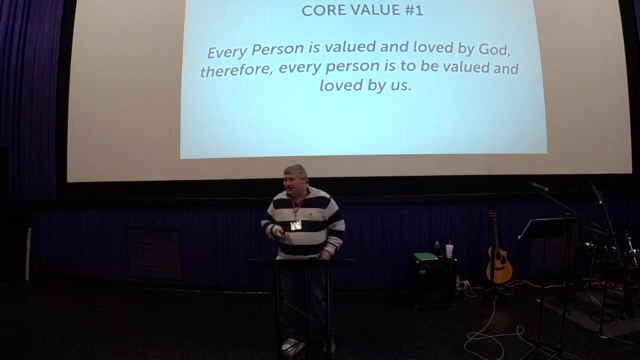 CORE VALUE #1
Every Person is valued and loved by God,
therefore, every person is to be valued and
loved by us.